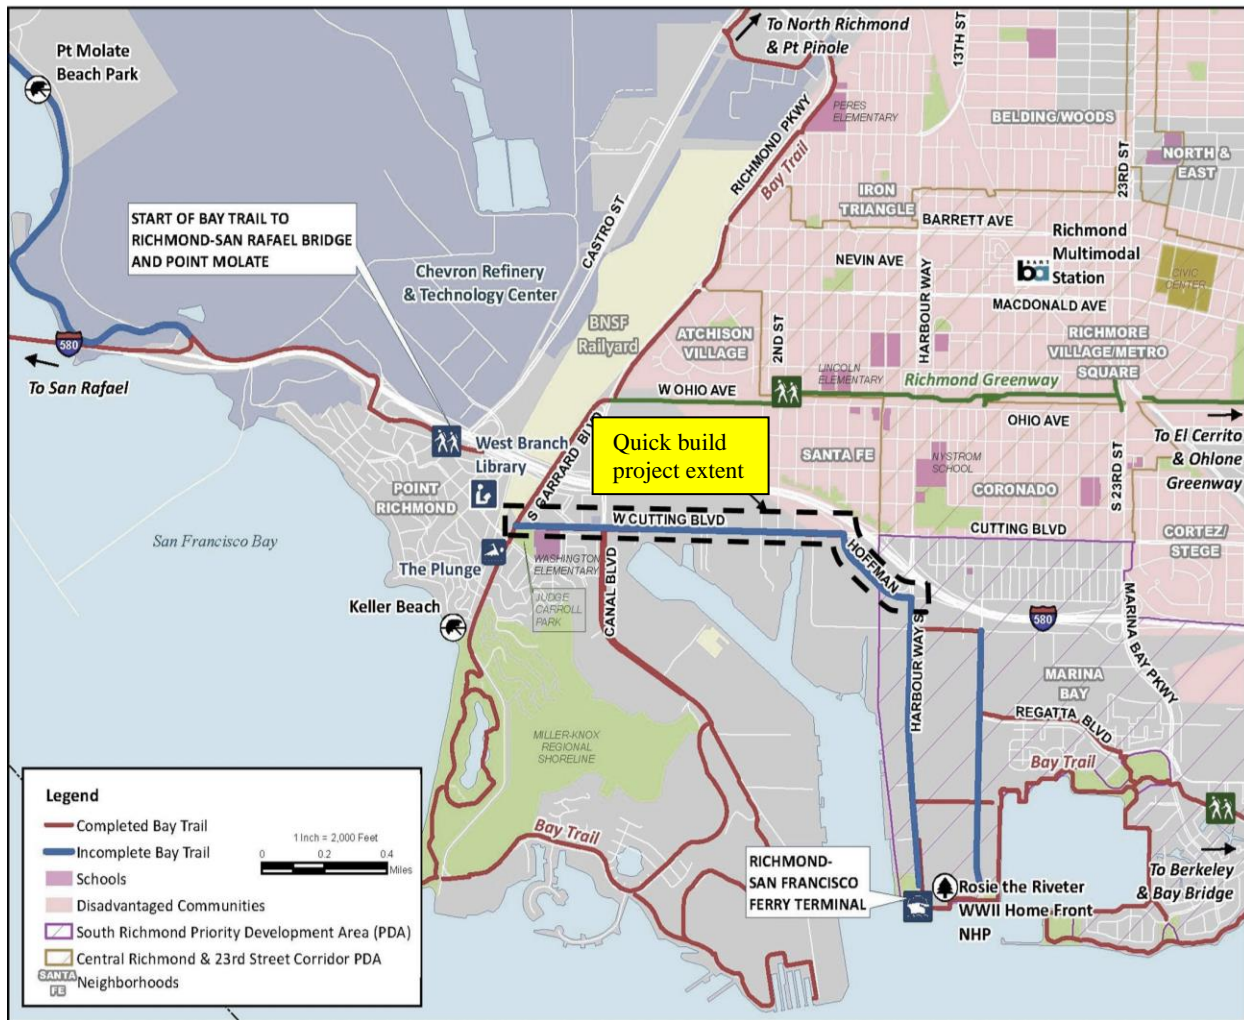 Pt Molate
Beach Park
To North Richmond
& Pt Pinole
13TH ST
PERES
ELEMENTARY
BELDING/WOODS
23RD ST
NORTH &
EAST
RICHMOND PKWY
Bay Trail
IRON
TRIANGLE
BARRETT AVE
START OF BAY TRAIL TO
RICHMOND-SAN RAFAEL BRIDGE
AND POINT MOLATE
CASTRO ST
Chevron Refinery
& Technology Center
NEVIN AVE
HARBOUR WAY
Richmond
Multimodal
Station
BART
ba
CIVIC
CENTER
MACDONALD AVE
BNSF
Railyard
ATCHISON
VILLAGE
2ND ST
RICHMORE
VILLAGE/METRO
SQUARE
580
To San Rafael
LINCOLN
ELEMENTARY
W OHIO AVE
Richmond Greenway
OHIO AVE
To El Cerrito
& Ohlone
Greenway
S GARRARD BLVD
West Branch
Library
Quick build
project extent
SANTA FE
NYSTROM
SCHOOL
S 23RD ST
CORONADO
POINT
RICHMOND
San Francisco Bay
W CUTTING BLVD
CUTTING BLVD
CORTEZ/
STEGE
The Plunge
WASHINGTON
ELEMENTARY
HOFFMAN
Keller Beach
JUDGE
CARROLL
PARK
CANAL BLVD
580
MARINA BAY PKWY
HARBOUR WAY S
MARINA
BAY
REGATTA BLVD
Bay Trail
MILLER-KNOX
REGIONAL
SHORELINE
Bay Trail
RICHMOND-
SAN FRANCISCO
FERRY TERMINAL
Rosie the Riveter
WWII Home Front
NHP
To Berkeley
& Bay Bridge
Legend
Completed Bay Trail
Incomplete Bay Trail
Schools
Disadvantaged Communities
South Richmond Priority Development Area (PDA)
Central Richmond & 23rd Street Corridor PDA
SANTA
FE
Neighborhoods
1 Inch = 2,000 Feet
0 0.2 0.4
Miles